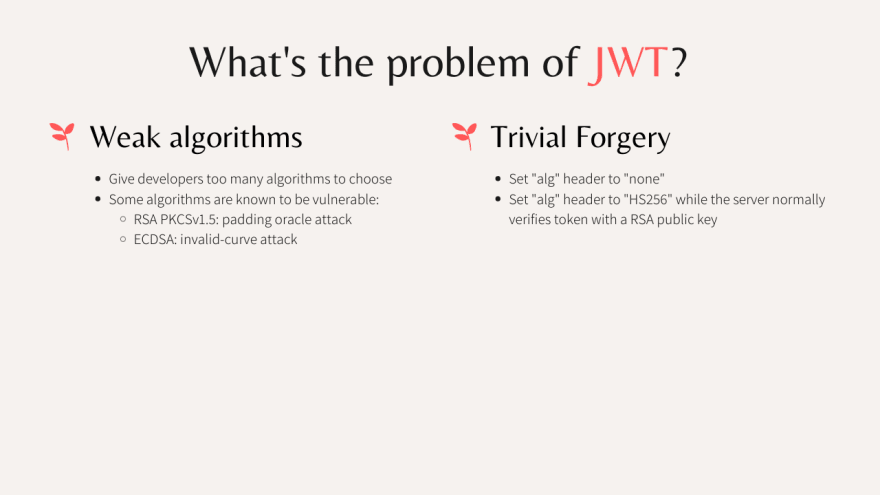 What's the problem of JWT?
Weak algorithms
• Give developers too many algorithms to choose
• Some algorithms are known to be vulnerable:
○ RSA PKCSv1.5: padding oracle attack
○ ECDSA: invalid-curve attack
Trivial Forgery
• Set "alg" header to "none"
• Set "alg" header to "HS256" while the server normally
verifies token with a RSA public key